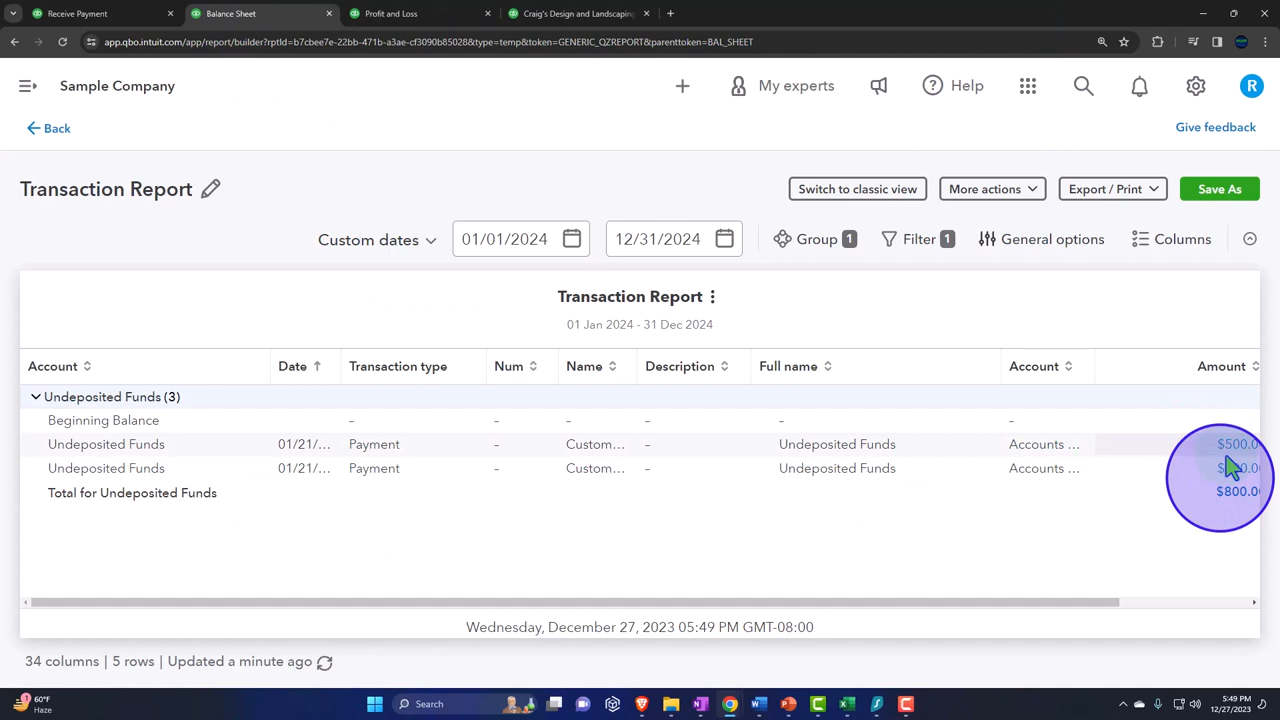 Receive Payment
Balance Sheet
Profit and Loss
Craig's Design and Landscaping
app.qbo.intuit.com/app/report/builder?rptId=b7cbee7e-22bb-471b-a3ae-cf3090b85028&type=temp&token=GENERIC_QZREPORT&parenttoken=BAL_SHEET
Sample Company
My experts
Help
R
Back
Give feedback
Transaction Report
Switch to classic view
More actions
Export / Print
Save As
Custom dates
01/01/2024
12/31/2024
Group 1
Filter 1
General options
Columns
Transaction Report
01 Jan 2024 - 31 Dec 2024
Account Date Transaction type Num Name Description Full name Account Amount
Undeposited Funds (3)
Beginning Balance – – – – – –
Undeposited Funds 01/21/... Payment – Custom... – Undeposited Funds Accounts ... $500.0
Undeposited Funds 01/21/... Payment – Custom... – Undeposited Funds Accounts ...
Total for Undeposited Funds $800.0
Wednesday, December 27, 2023 05:49 PM GMT-08:00
34 columns | 5 rows | Updated a minute ago
60°F
Haze
Search
5:49 PM
12/27/2023